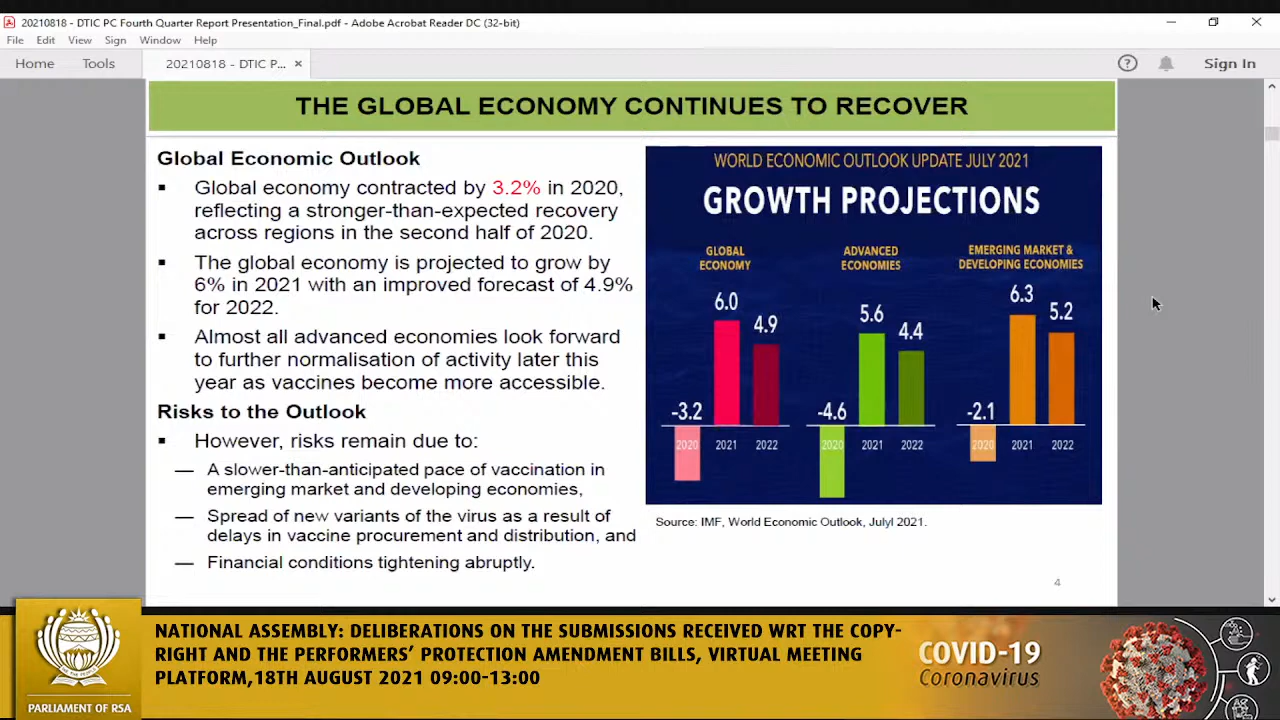 20210818 - DTIC PC Fourth Quarter Report Presentation_Final.pdf - Adobe Acrobat Reader DC (32-bit)
File Edit View Sign Window Help
Home Tools 20210818 - DTIC P... × ? Sign In
THE GLOBAL ECONOMY CONTINUES TO RECOVER
Global Economic Outlook
▪ Global economy contracted by 3.2% in 2020,
reflecting a stronger-than-expected recovery
across regions in the second half of 2020.
▪ The global economy is projected to grow by
6% in 2021 with an improved forecast of 4.9%
for 2022.
▪ Almost all advanced economies look forward
to further normalisation of activity later this
year as vaccines become more accessible.
Risks to the Outlook
▪ However, risks remain due to:
— A slower-than-anticipated pace of vaccination in
emerging market and developing economies,
— Spread of new variants of the virus as a result of
delays in vaccine procurement and distribution, and
— Financial conditions tightening abruptly.
WORLD ECONOMIC OUTLOOK UPDATE JULY 2021
GROWTH PROJECTIONS
GLOBAL
ECONOMY
-3.2 6.0 4.9
2020 2021 2022
ADVANCED
ECONOMIES
-4.6 5.6 4.4
2020 2021 2022
EMERGING MARKET &
DEVELOPING ECONOMIES
-2.1 6.3 5.2
2020 2021 2022
Source: IMF, World Economic Outlook, Julyl 2021.
4
PARLIAMENT OF RSA
NATIONAL ASSEMBLY: DELIBERATIONS ON THE SUBMISSIONS RECEIVED WRT THE COPY-
RIGHT AND THE PERFORMERS' PROTECTION AMENDMENT BILLS, VIRTUAL MEETING
PLATFORM,18TH AUGUST 2021 09:00-13:00
COVID-19
Coronavirus